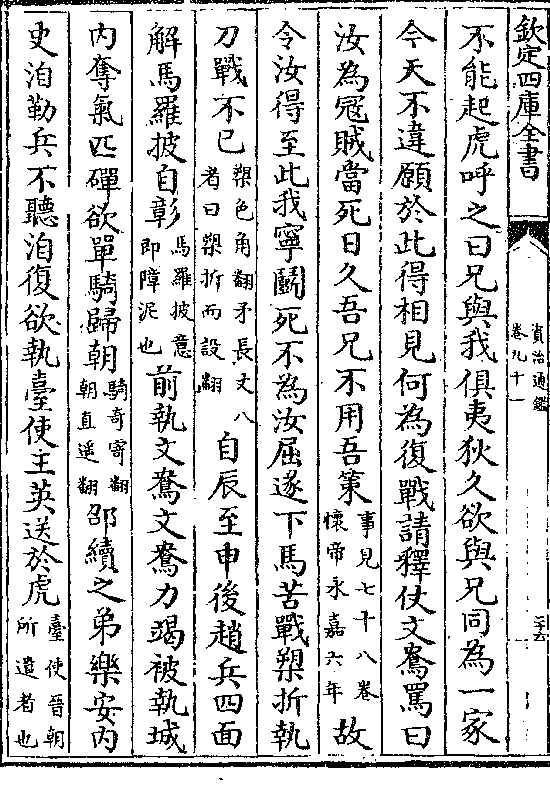 欽定四庫全書
資治通鑑
卷九十一
二十六
不能起虎呼之曰兄與我俱夷狄久欲與兄同為一家
今天不違願於此得相見何為復戰請釋仗文鴦罵曰
汝為冦賊當死日久吾兄不用吾策事見七十八卷懷帝永嘉六年故
令汝得至此我寧鬬死不為汝屈遂下馬苦戰槊折執
刀戰不已槊色角翻矛長丈八者曰槊折而設翻自辰至申後趙兵四面
解馬羅披自彰馬羅披意即障泥也前執文鴦文鴦力竭被執城
内奪氣匹磾欲單騎歸朝騎奇寄翻朝直遥翻邵續之弟樂安内
史洎勒兵不聽洎復欲執臺使王英送於虎臺使晉朝所遣者也